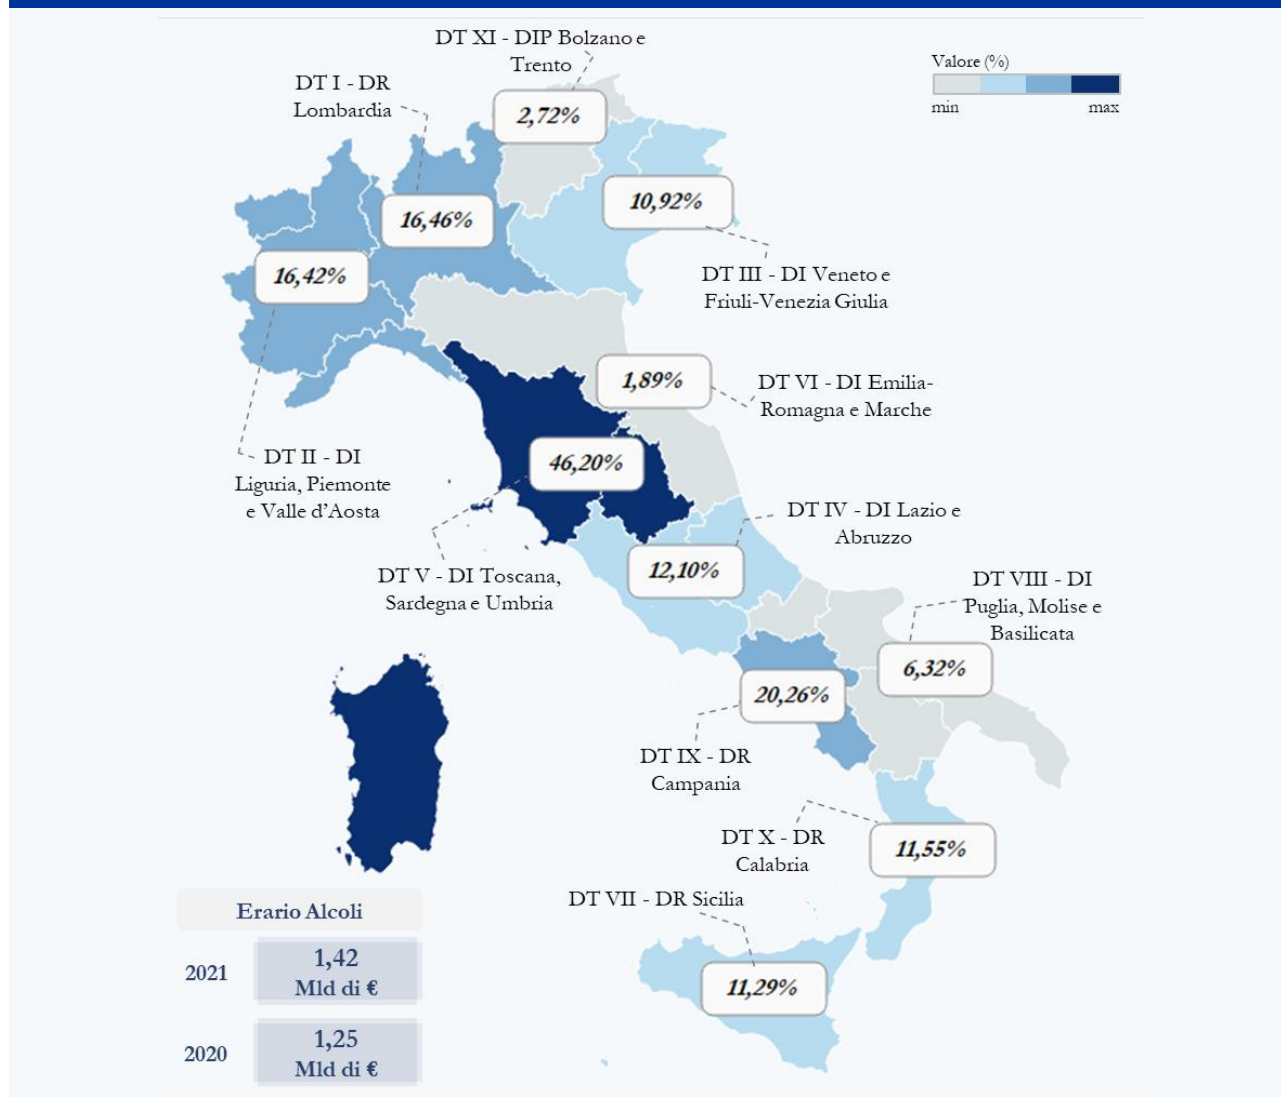 DT XI - DIP Bolzano e
Trento
Valore (%)
min
max
DT I - DR
Lombardia
2,72%
10,92%
16,46%
16,42%
DT III - DI Veneto e
Friuli-Venezia Giulia
1,89%
DT VI - DI Emilia-
Romagna e Marche
46,20%
DT II - DI
Liguria, Piemonte
e Valle d’Aosta
DT IV - DI Lazio e
Abruzzo
12,10%
DT V - DI Toscana,
Sardegna e Umbria
DT VIII - DI
Puglia, Molise e
Basilicata
6,32%
20,26%
DT IX - DR
Campania
DT X - DR
Calabria
11,55%
DT VII - DR Sicilia
11,29%
Erario Alcoli
2021
1,42
Mld di €
2020
1,25
Mld di €